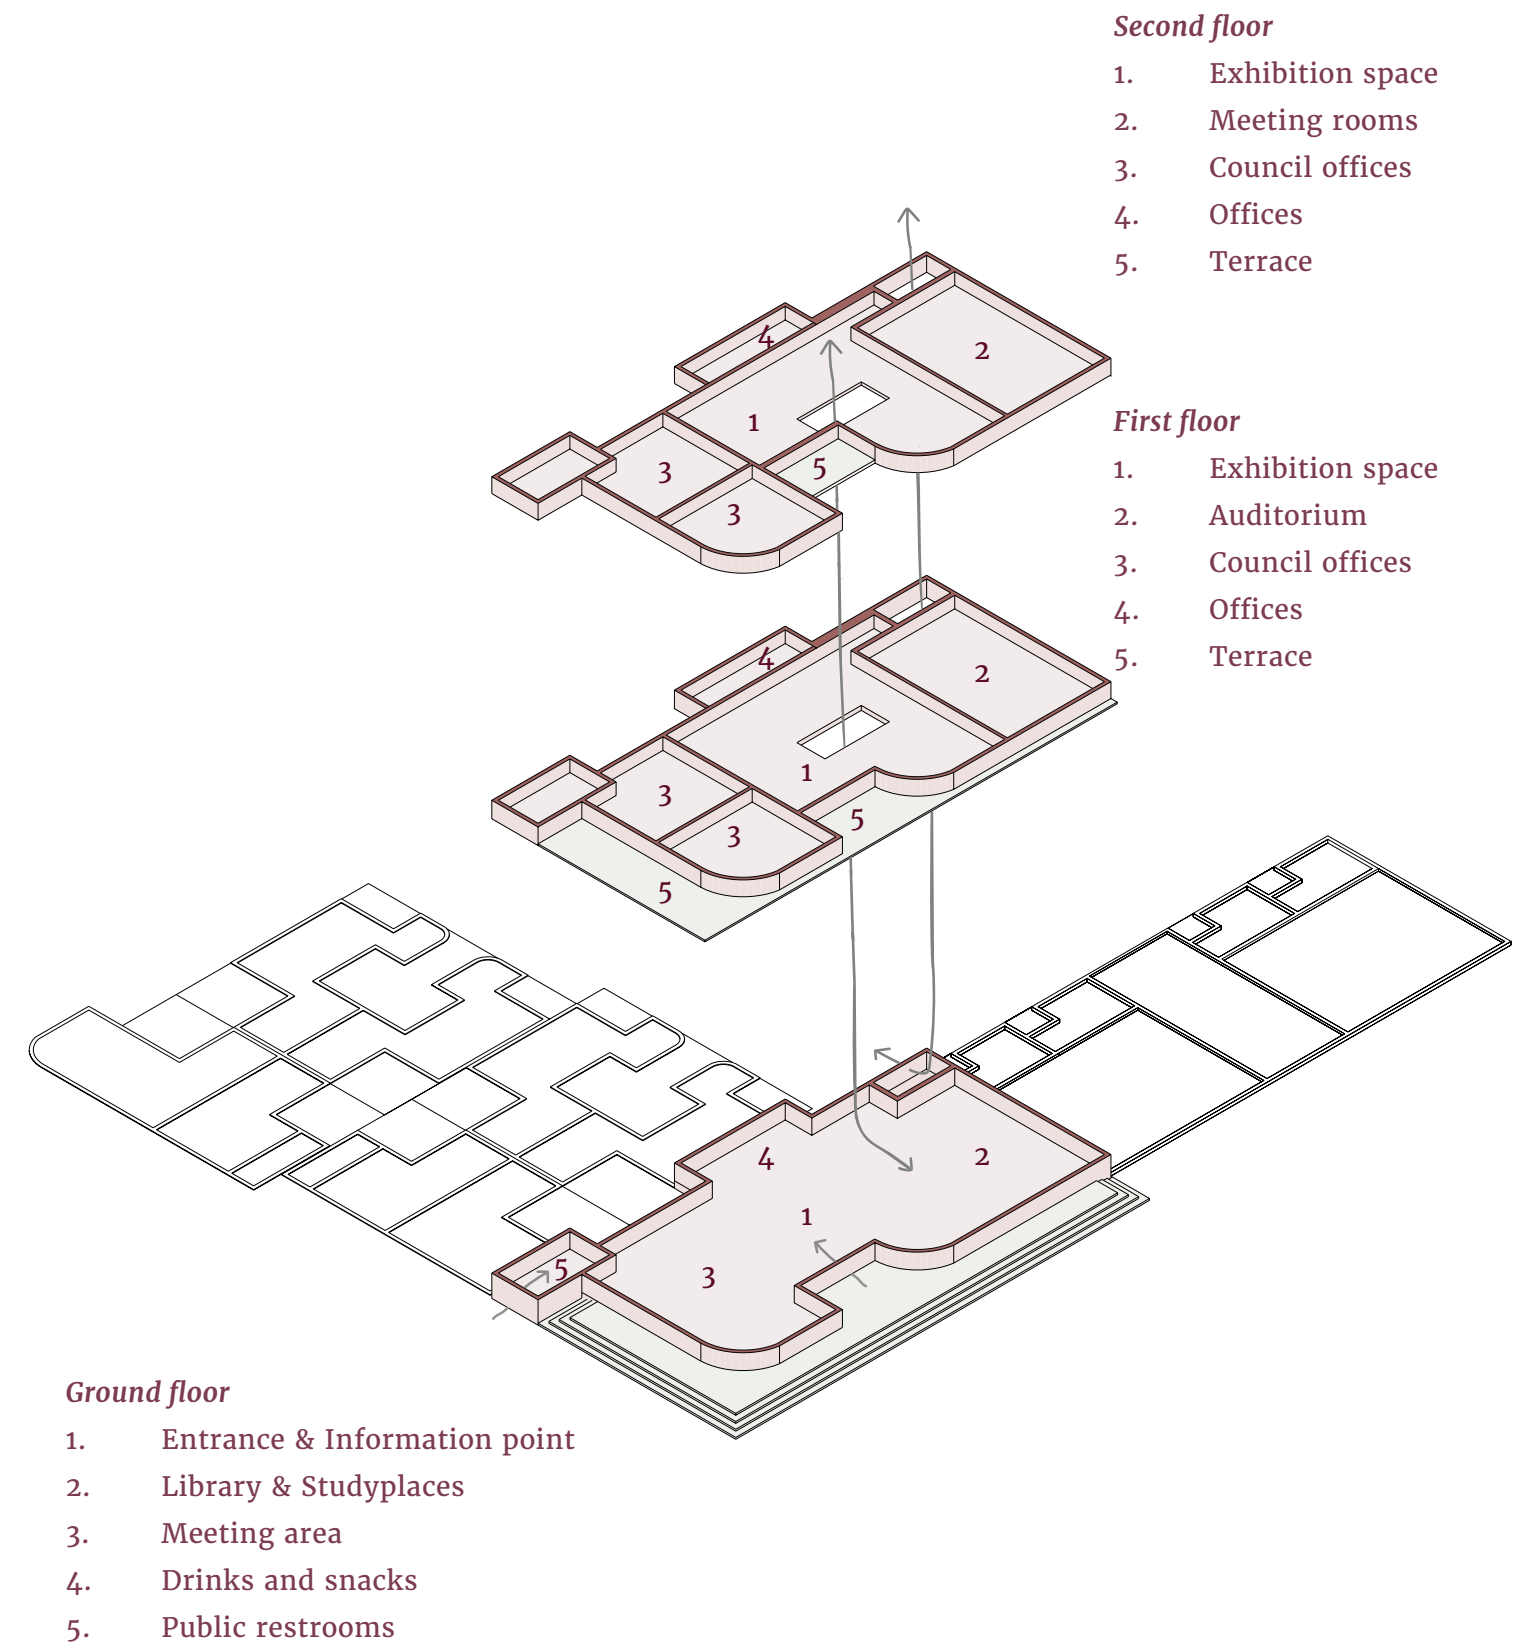 Second floor
1. Exhibition space
2. Meeting rooms
3. Council offices
4. Offices
5. Terrace
4
2
1
3
5
3
First floor
1. Exhibition space
2. Auditorium
3. Council offices
4. Offices
5. Terrace
4
2
1
3
5
3
5
4
2
1
5
3
Ground floor
1. Entrance & Information point
2. Library & Studyplaces
3. Meeting area
4. Drinks and snacks
5. Public restrooms